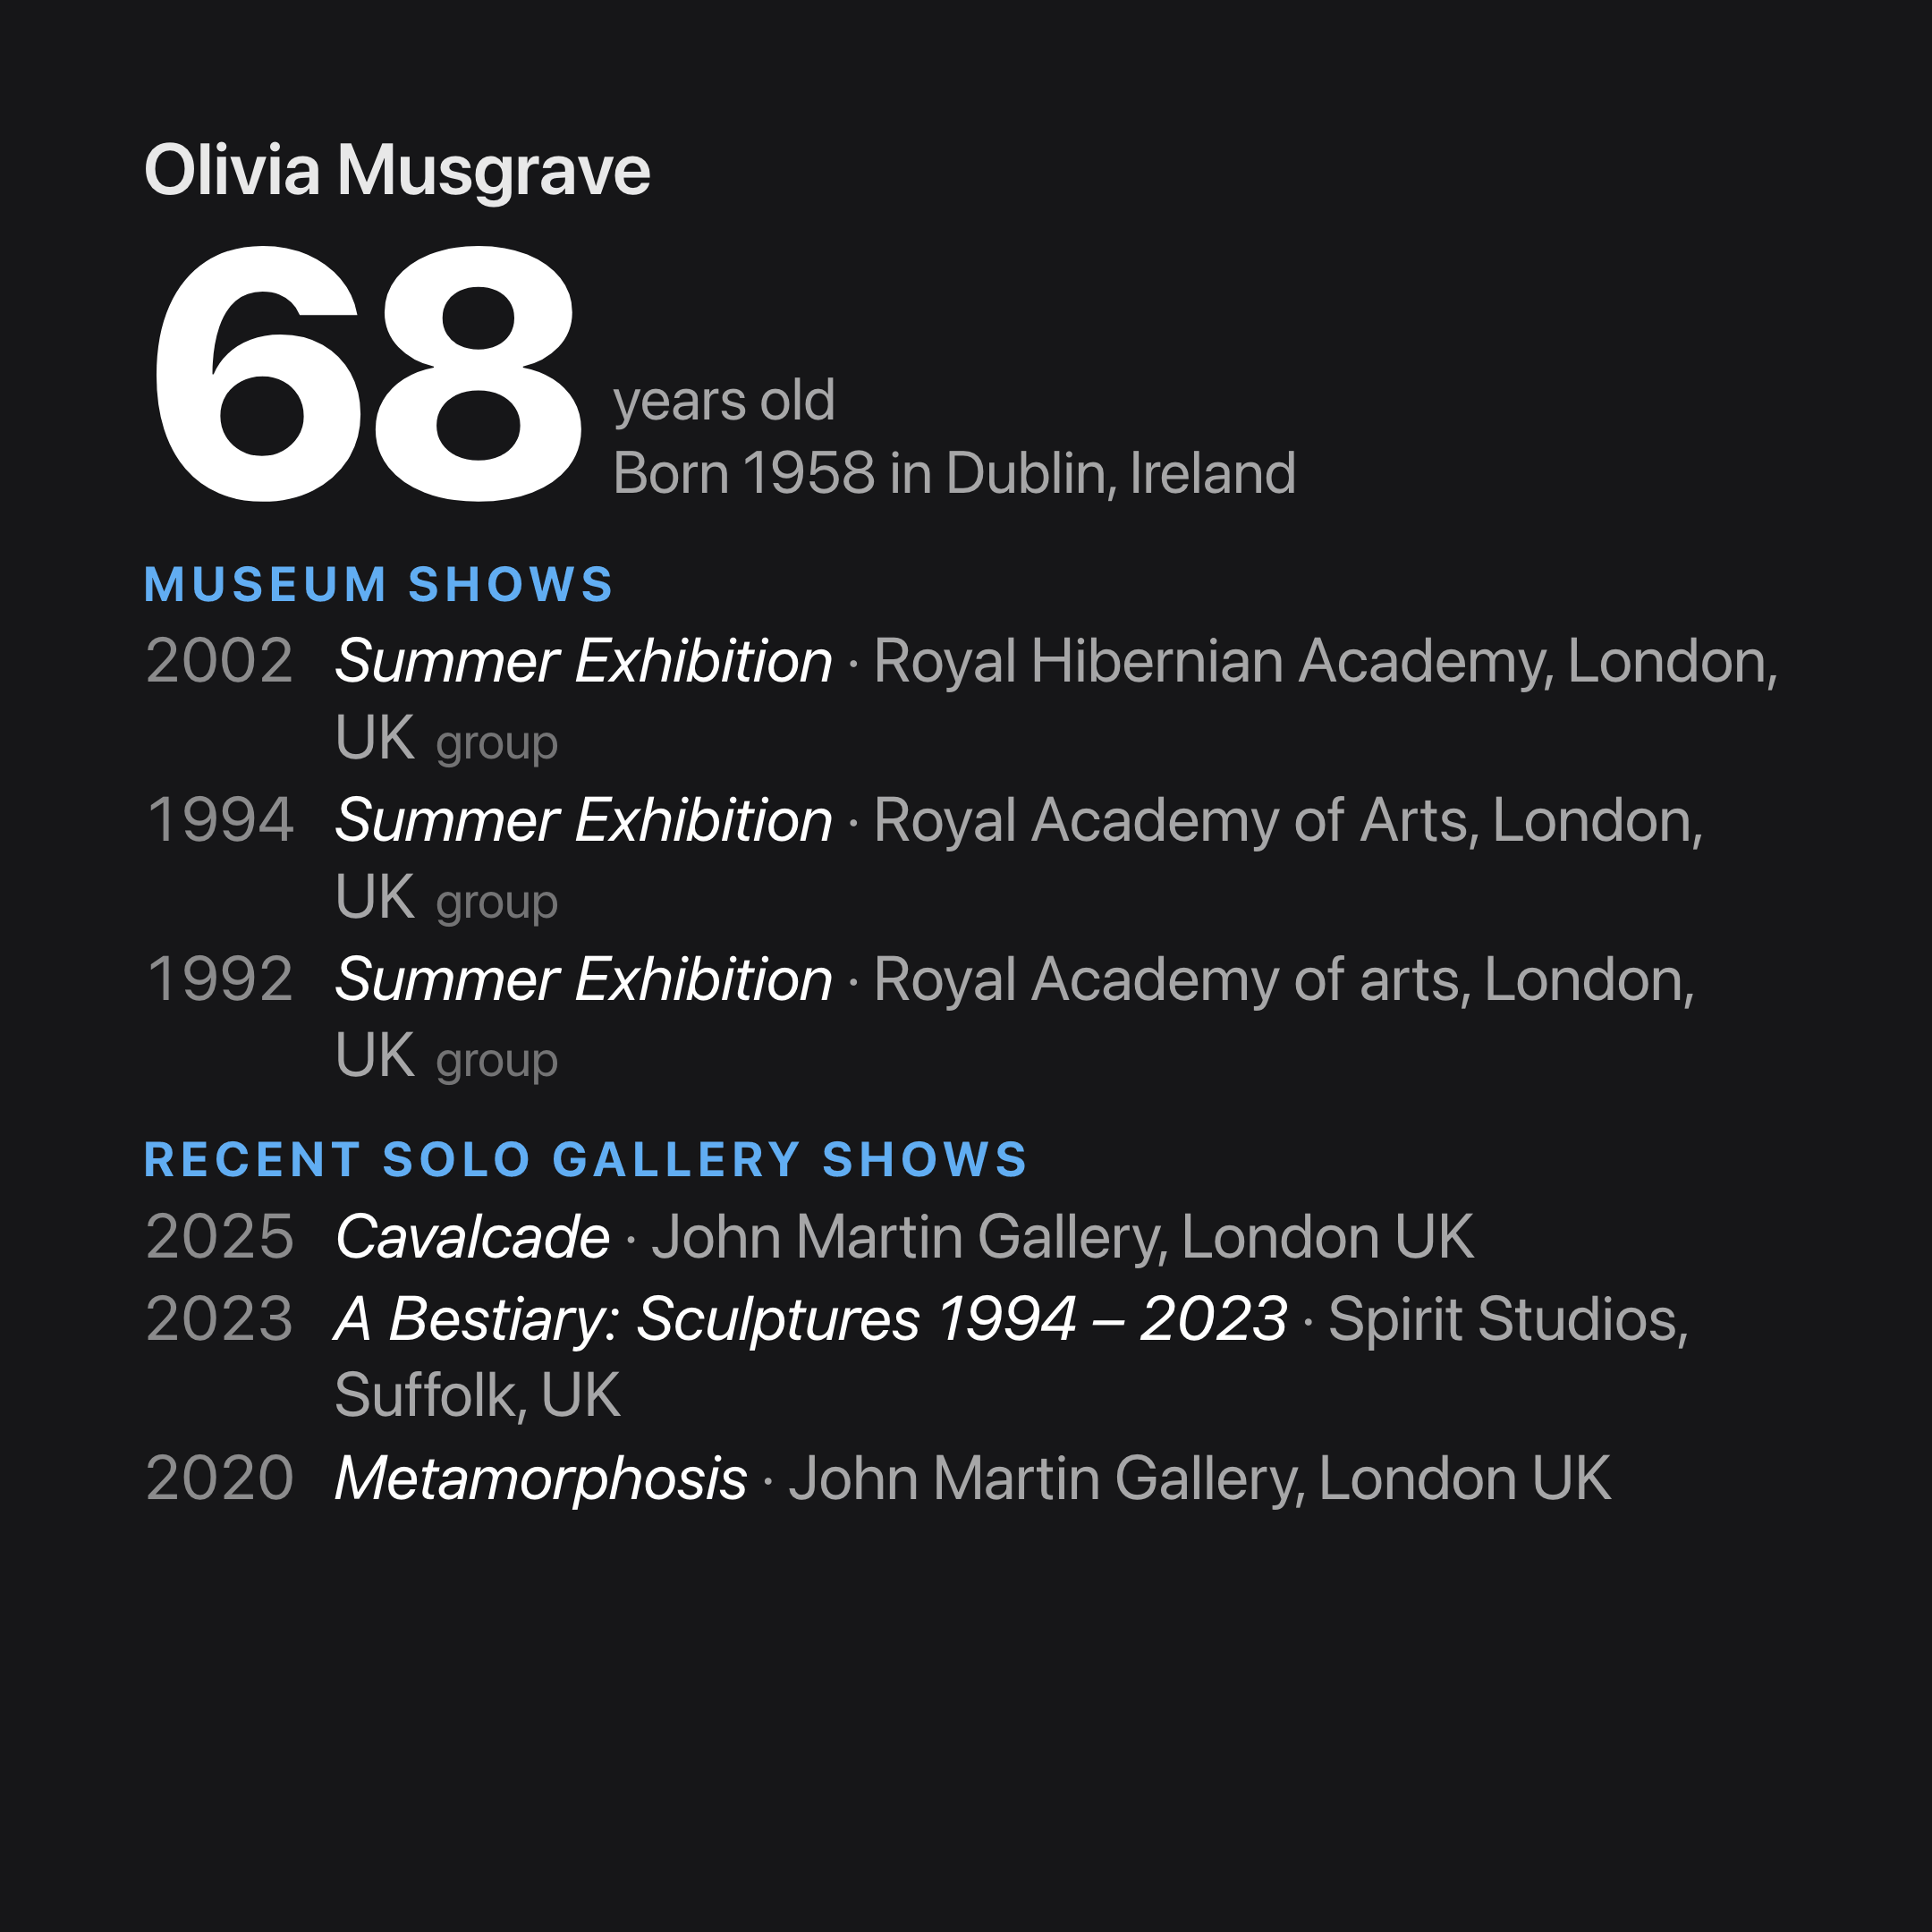 Olivia Musgrave
68
years old
Born 1958 in Dublin, Ireland
MUSEUM SHOWS
2002 Summer Exhibition · Royal Hibernian Academy, London,
UK group
1994 Summer Exhibition · Royal Academy of Arts, London,
UK group
1992 Summer Exhibition · Royal Academy of arts, London,
UK group
RECENT SOLO GALLERY SHOWS
2025 Cavalcade · John Martin Gallery, London UK
2023 A Bestiary: Sculptures 1994 – 2023 · Spirit Studios,
Suffolk, UK
2020 Metamorphosis · John Martin Gallery, London UK